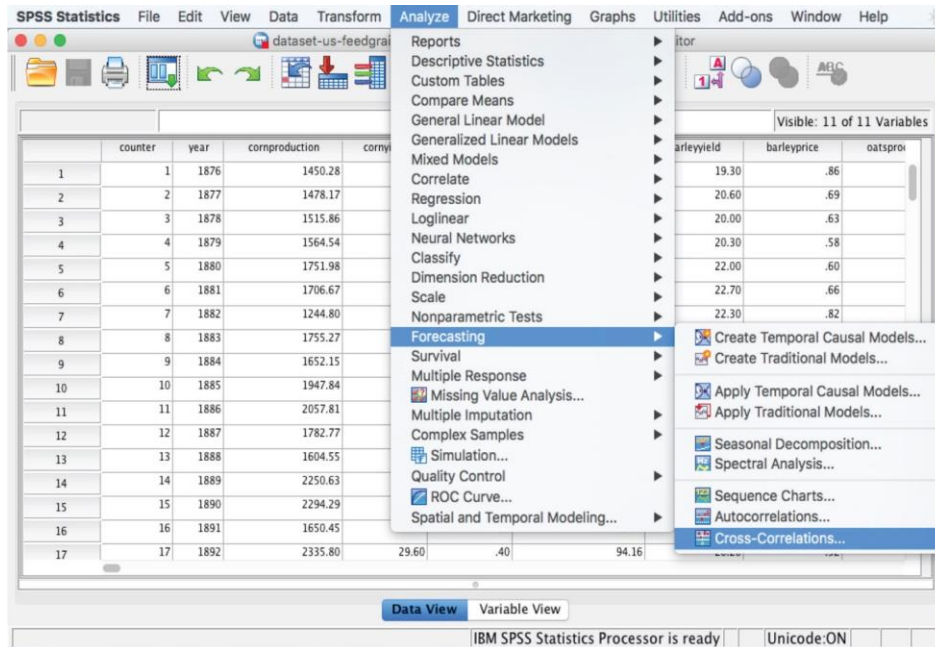 SPSS Statistics File Edit View Data Transform Analyze Direct Marketing Graphs Utilities Add-ons Window Help
dataset-us-feedgrai
itor
Visible: 11 of 11 Variables
Reports
Descriptive Statistics
Custom Tables
Compare Means
General Linear Model
Generalized Linear Models
Mixed Models
Correlate
Regression
Loglinear
Neural Networks
Classify
Dimension Reduction
Scale
Nonparametric Tests
Forecasting
Survival
Multiple Response
Missing Value Analysis...
Multiple Imputation
Complex Samples
Simulation...
Quality Control
ROC Curve...
Spatial and Temporal Modeling...
Create Temporal Causal Models...
Create Traditional Models...
Apply Temporal Causal Models...
Apply Traditional Models...
Seasonal Decomposition...
Spectral Analysis...
Sequence Charts...
Autocorrelations...
Cross-Correlations...
counter year cornproduction cornyi arleyyield barleyprice oatsprod
1 1 1876 1450.28 19.30 .86
2 2 1877 1478.17 20.60 .69
3 3 1878 1515.86 20.00 .63
4 4 1879 1564.54 20.30 .58
5 5 1880 1751.98 22.00 .60
6 6 1881 1706.67 22.70 .66
7 7 1882 1244.80 22.30 .82
8 8 1883 1755.27
9 9 1884 1652.15
10 10 1885 1947.84
11 11 1886 2057.81
12 12 1887 1782.77
13 13 1888 1604.55
14 14 1889 2250.63
15 15 1890 2294.29
16 16 1891 1650.45
17 17 1892 2335.80 29.60 .40 94.16
Data View Variable View
IBM SPSS Statistics Processor is ready Unicode:ON